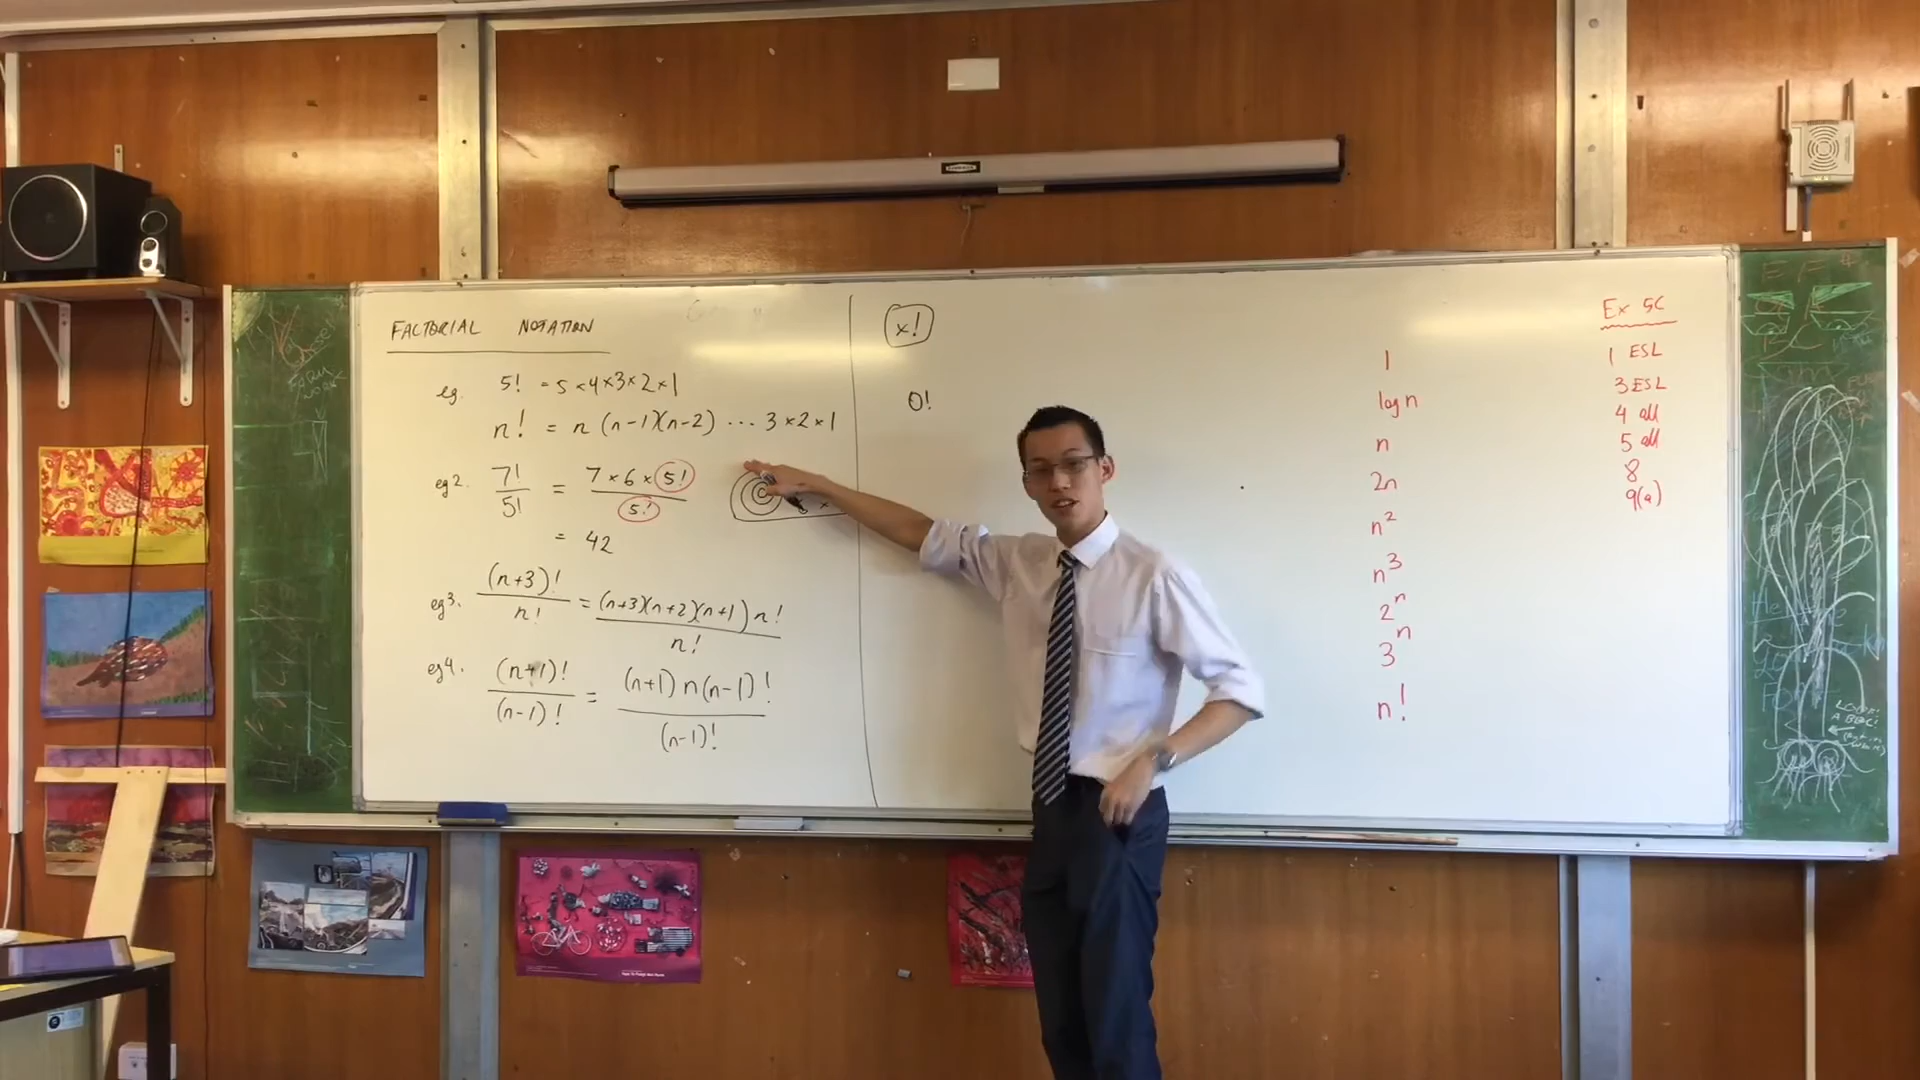 FACTORIAL NOTATION
eg. 5! = 5×4×3×2×1
n! = n (n-1)(n-2) ... 3×2×1
eg2. 7!/5! = 7×6×5!/5!
= 42
eg3. (n+3)!/n! = (n+3)(n+2)(n+1) n!/n!
eg4. (n+1)!/(n-1)! = (n+1) n(n-1)!/(n-1)!
x!
0!
1
log n
n
2n
n²
n³
2ⁿ
3ⁿ
n!
Ex 5C
1 ESL
3 ESL
4 all
5 all
8
9(a)